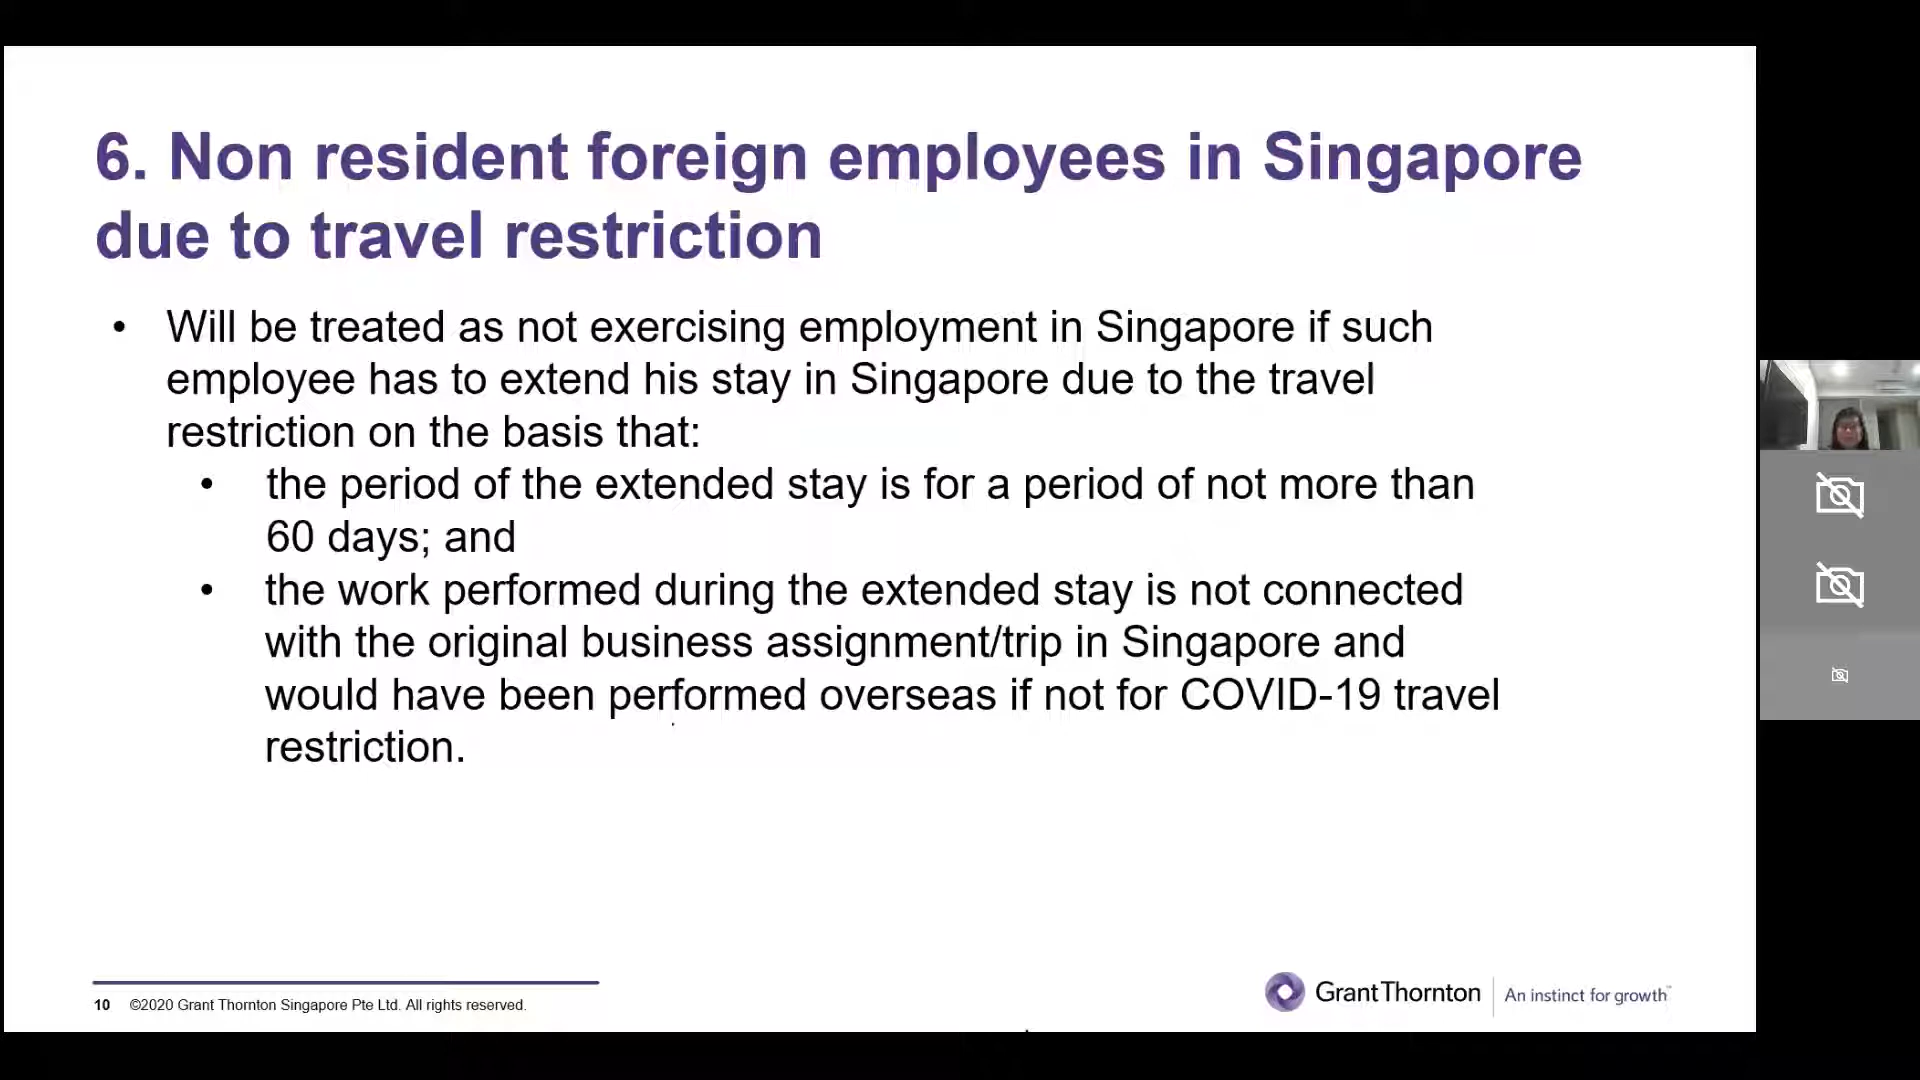 6. Non resident foreign employees in Singapore
due to travel restriction
• Will be treated as not exercising employment in Singapore if such
employee has to extend his stay in Singapore due to the travel
restriction on the basis that:
• the period of the extended stay is for a period of not more than
60 days; and
• the work performed during the extended stay is not connected
with the original business assignment/trip in Singapore and
would have been performed overseas if not for COVID-19 travel
restriction.
10 ©2020 Grant Thornton Singapore Pte Ltd. All rights reserved.
Grant Thornton | An instinct for growth™